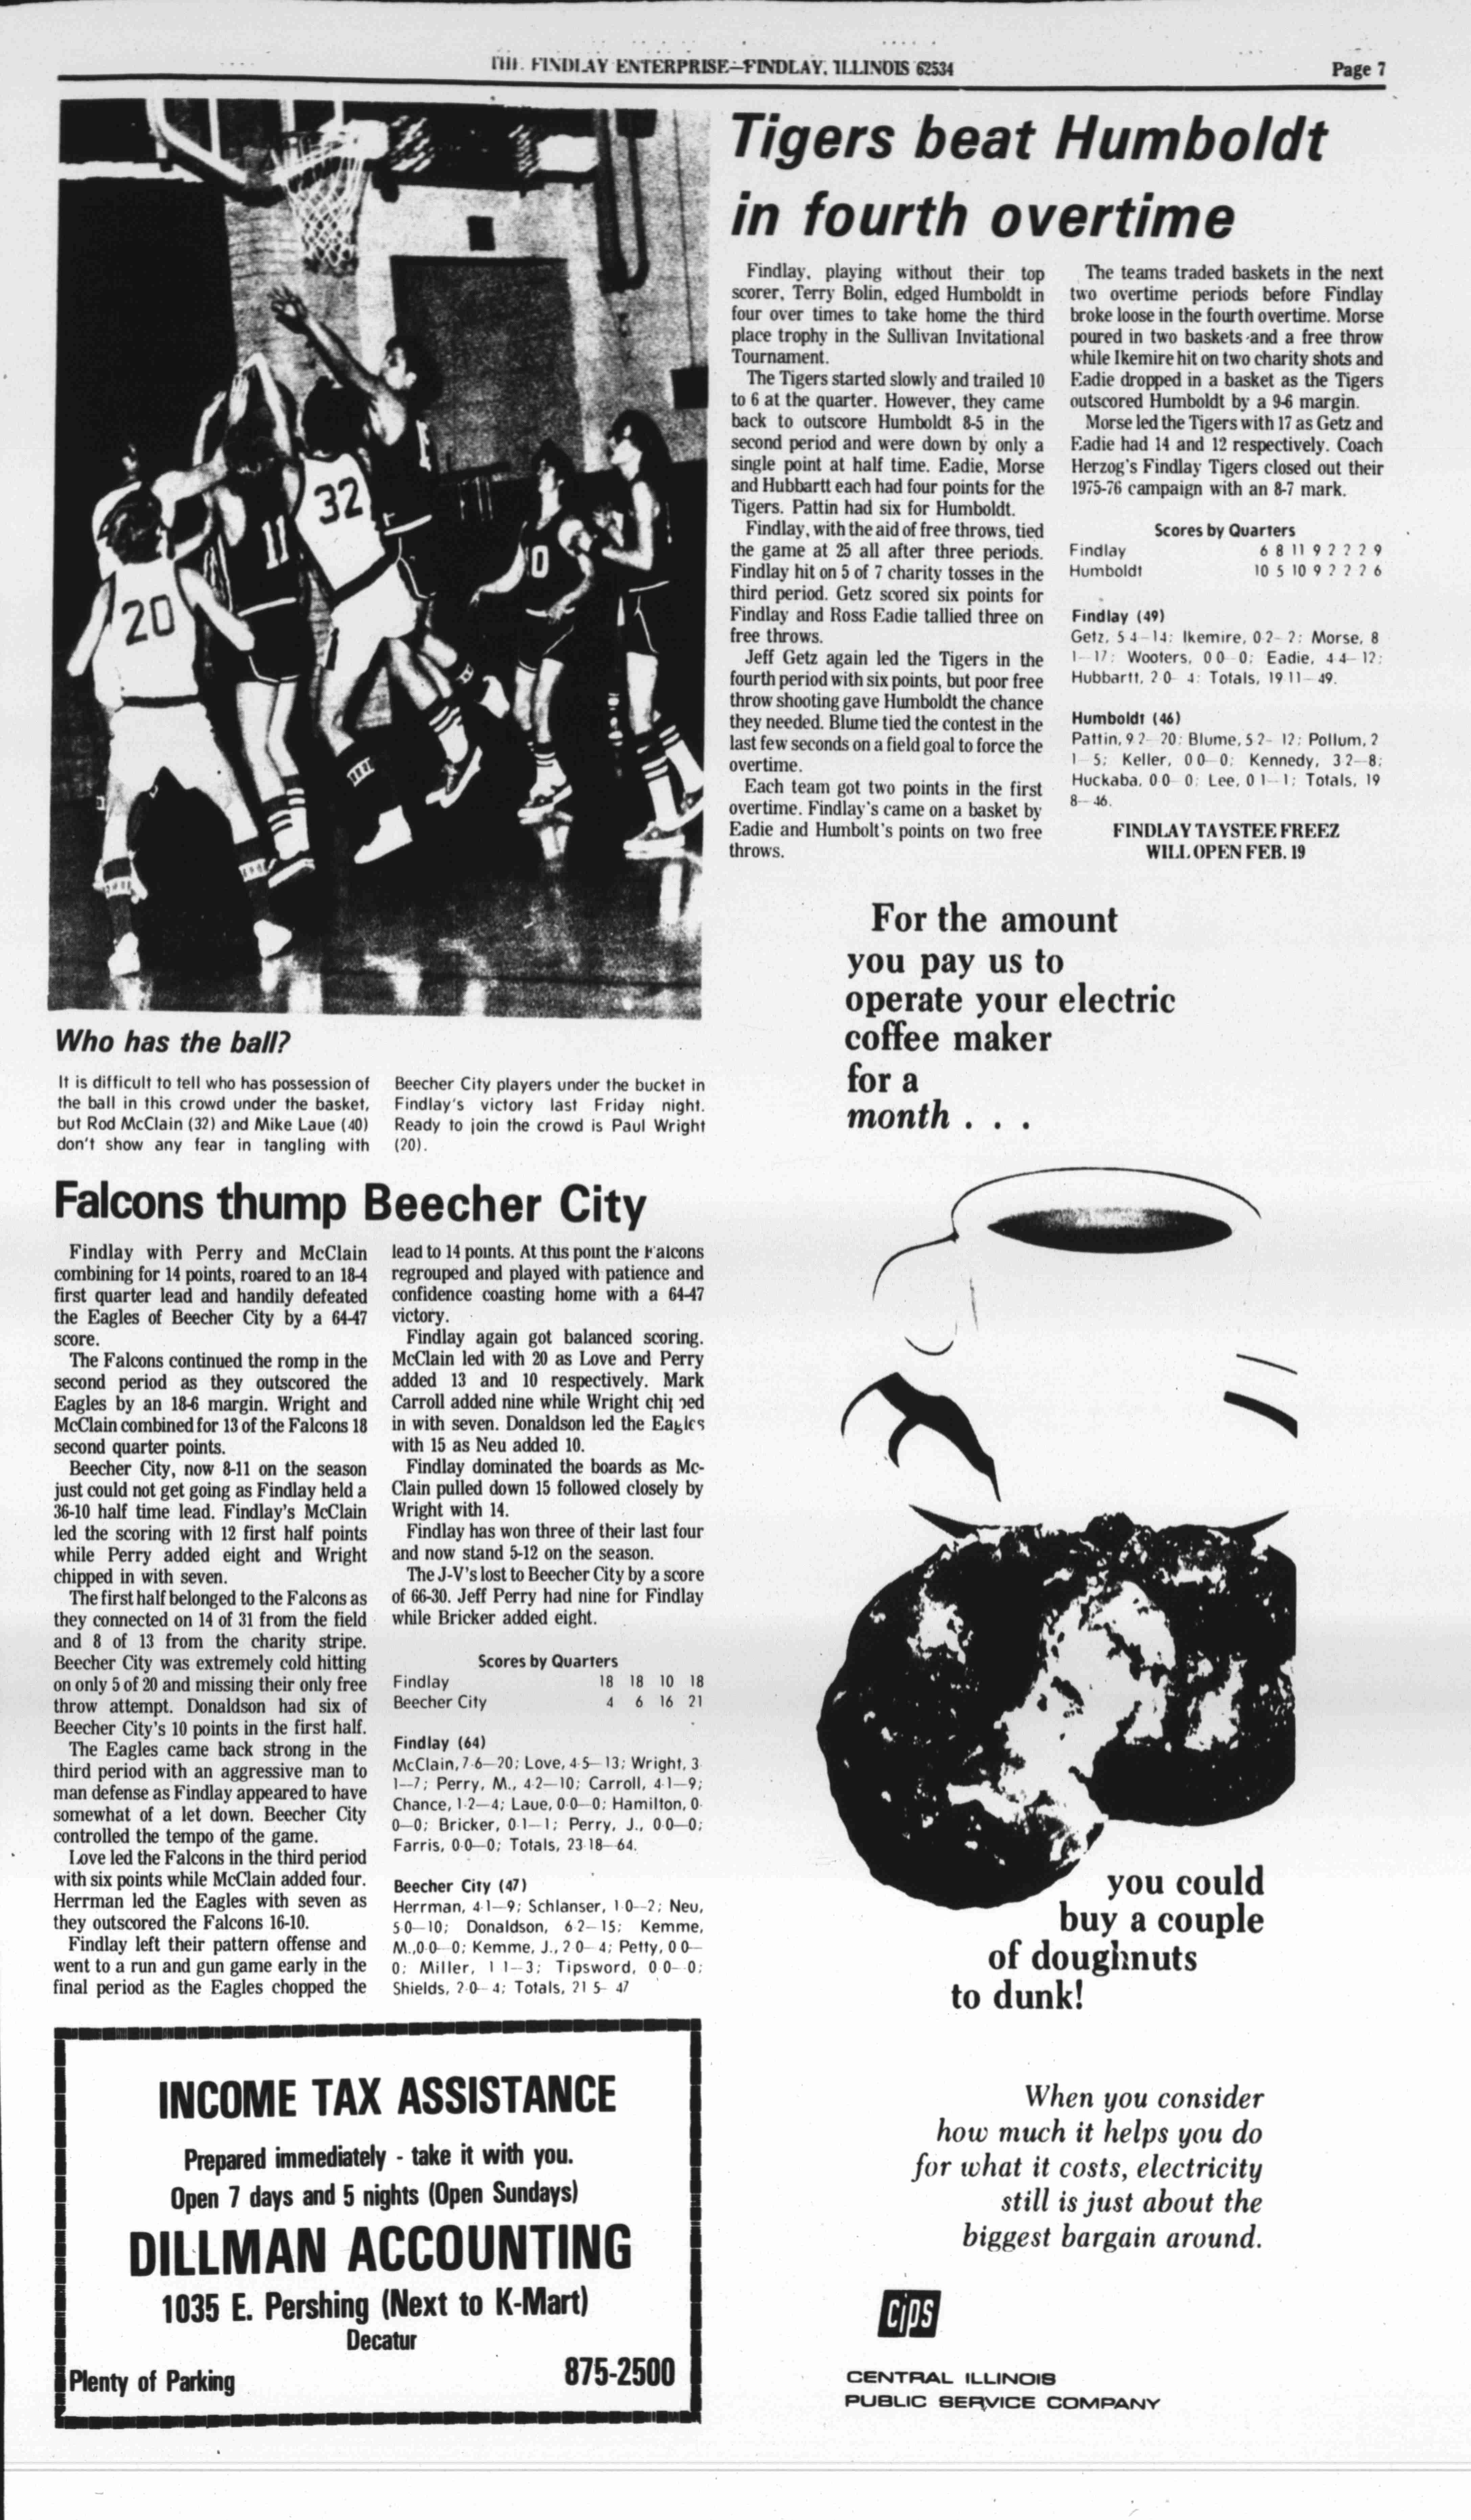 THE FINDLAY ENTERPRISE—FINDLAY, ILLINOIS 62534
Page 7
Tigers beat Humboldt
in fourth overtime
Findlay, playing without their top
scorer, Terry Bolin, edged Humboldt in
four over times to take home the third
place trophy in the Sullivan Invitational
Tournament.
The Tigers started slowly and trailed 10
to 6 at the quarter. However, they came
back to outscore Humboldt 8-5 in the
second period and were down by only a
single point at half time. Eadie, Morse
and Hubbartt each had four points for the
Tigers. Pattin had six for Humboldt.
Findlay, with the aid of free throws, tied
the game at 25 all after three periods.
Findlay hit on 5 of 7 charity tosses in the
third period. Getz scored six points for
Findlay and Ross Eadie tallied three on
free throws.
Jeff Getz again led the Tigers in the
fourth period with six points, but poor free
throw shooting gave Humboldt the chance
they needed. Blume tied the contest in the
last few seconds on a field goal to force the
overtime.
Each team got two points in the first
overtime. Findlay's came on a basket by
Eadie and Humbolt's points on two free
throws.
The teams traded baskets in the next
two overtime periods before Findlay
broke loose in the fourth overtime. Morse
poured in two baskets and a free throw
while Ikemire hit on two charity shots and
Eadie dropped in a basket as the Tigers
outscored Humboldt by a 9-6 margin.
Morse led the Tigers with 17 as Getz and
Eadie had 14 and 12 respectively. Coach
Herzog's Findlay Tigers closed out their
1975-76 campaign with an 8-7 mark.
Scores by Quarters
Findlay 6 8 11 9 2 2 2 9
Humboldt 10 5 10 9 2 2 2 6
Findlay (49)
Getz, 5 4—14; Ikemire, 0 2—2; Morse, 8
1—17; Wooters, 0 0—0; Eadie, 4 4—12;
Hubbartt, 2 0—4; Totals, 19 11—49.
Humboldt (46)
Pattin, 9 2—20; Blume, 5 2—12; Pollum, 2
1—5; Keller, 0 0—0; Kennedy, 3 2—8;
Huckaba, 0 0—0; Lee, 0 1—1; Totals, 19
8—46.
FINDLAY TAYSTEE FREEZ
WILL OPEN FEB. 19
32
11
20
10
Who has the ball?
It is difficult to tell who has possession of
the ball in this crowd under the basket,
but Rod McClain (32) and Mike Laue (40)
don't show any fear in tangling with
Beecher City players under the bucket in
Findlay's victory last Friday night.
Ready to join the crowd is Paul Wright
(20).
Falcons thump Beecher City
Findlay with Perry and McClain
combining for 14 points, roared to an 18-4
first quarter lead and handily defeated
the Eagles of Beecher City by a 64-47
score.
The Falcons continued the romp in the
second period as they outscored the
Eagles by an 18-6 margin. Wright and
McClain combined for 13 of the Falcons 18
second quarter points.
Beecher City, now 8-11 on the season
just could not get going as Findlay held a
36-10 half time lead. Findlay's McClain
led the scoring with 12 first half points
while Perry added eight and Wright
chipped in with seven.
The first half belonged to the Falcons as
they connected on 14 of 31 from the field
and 8 of 13 from the charity stripe.
Beecher City was extremely cold hitting
on only 5 of 20 and missing their only free
throw attempt. Donaldson had six of
Beecher City's 10 points in the first half.
The Eagles came back strong in the
third period with an aggressive man to
man defense as Findlay appeared to have
somewhat of a let down. Beecher City
controlled the tempo of the game.
Love led the Falcons in the third period
with six points while McClain added four.
Herrman led the Eagles with seven as
they outscored the Falcons 16-10.
Findlay left their pattern offense and
went to a run and gun game early in the
final period as the Eagles chopped the
lead to 14 points. At this point the Falcons
regrouped and played with patience and
confidence coasting home with a 64-47
victory.
Findlay again got balanced scoring.
McClain led with 20 as Love and Perry
added 13 and 10 respectively. Mark
Carroll added nine while Wright chipped
in with seven. Donaldson led the Eagles
with 15 as Neu added 10.
Findlay dominated the boards as Mc-
Clain pulled down 15 followed closely by
Wright with 14.
Findlay has won three of their last four
and now stand 5-12 on the season.
The J-V's lost to Beecher City by a score
of 66-30. Jeff Perry had nine for Findlay
while Bricker added eight.
Scores by Quarters
Findlay 18 18 10 18
Beecher City 4 6 16 21
Findlay (64)
McClain, 7-6—20; Love, 4-5—13; Wright, 3-
1—7; Perry, M., 4-2—10; Carroll, 4-1—9;
Chance, 1-2—4; Laue, 0-0—0; Hamilton, 0-
0—0; Bricker, 0-1—1; Perry, J., 0-0—0;
Farris, 0-0—0; Totals, 23-18—64.
Beecher City (47)
Herrman, 4-1—9; Schlanser, 1-0—2; Neu,
5-0—10; Donaldson, 6-2—15; Kemme,
M.,0-0—0; Kemme, J., 2-0—4; Petty, 0 0—
0; Miller, 1 1—3; Tipsword, 0 0—0;
Shields, 2-0—4; Totals, 21 5—47
INCOME TAX ASSISTANCE
Prepared immediately - take it with you.
Open 7 days and 5 nights (Open Sundays)
DILLMAN ACCOUNTING
1035 E. Pershing (Next to K-Mart)
Decatur
Plenty of Parking
875-2500
For the amount
you pay us to
operate your electric
coffee maker
for a
month . . .
you could
buy a couple
of doughnuts
to dunk!
When you consider
how much it helps you do
for what it costs, electricity
still is just about the
biggest bargain around.
cips
CENTRAL ILLINOIS
PUBLIC SERVICE COMPANY